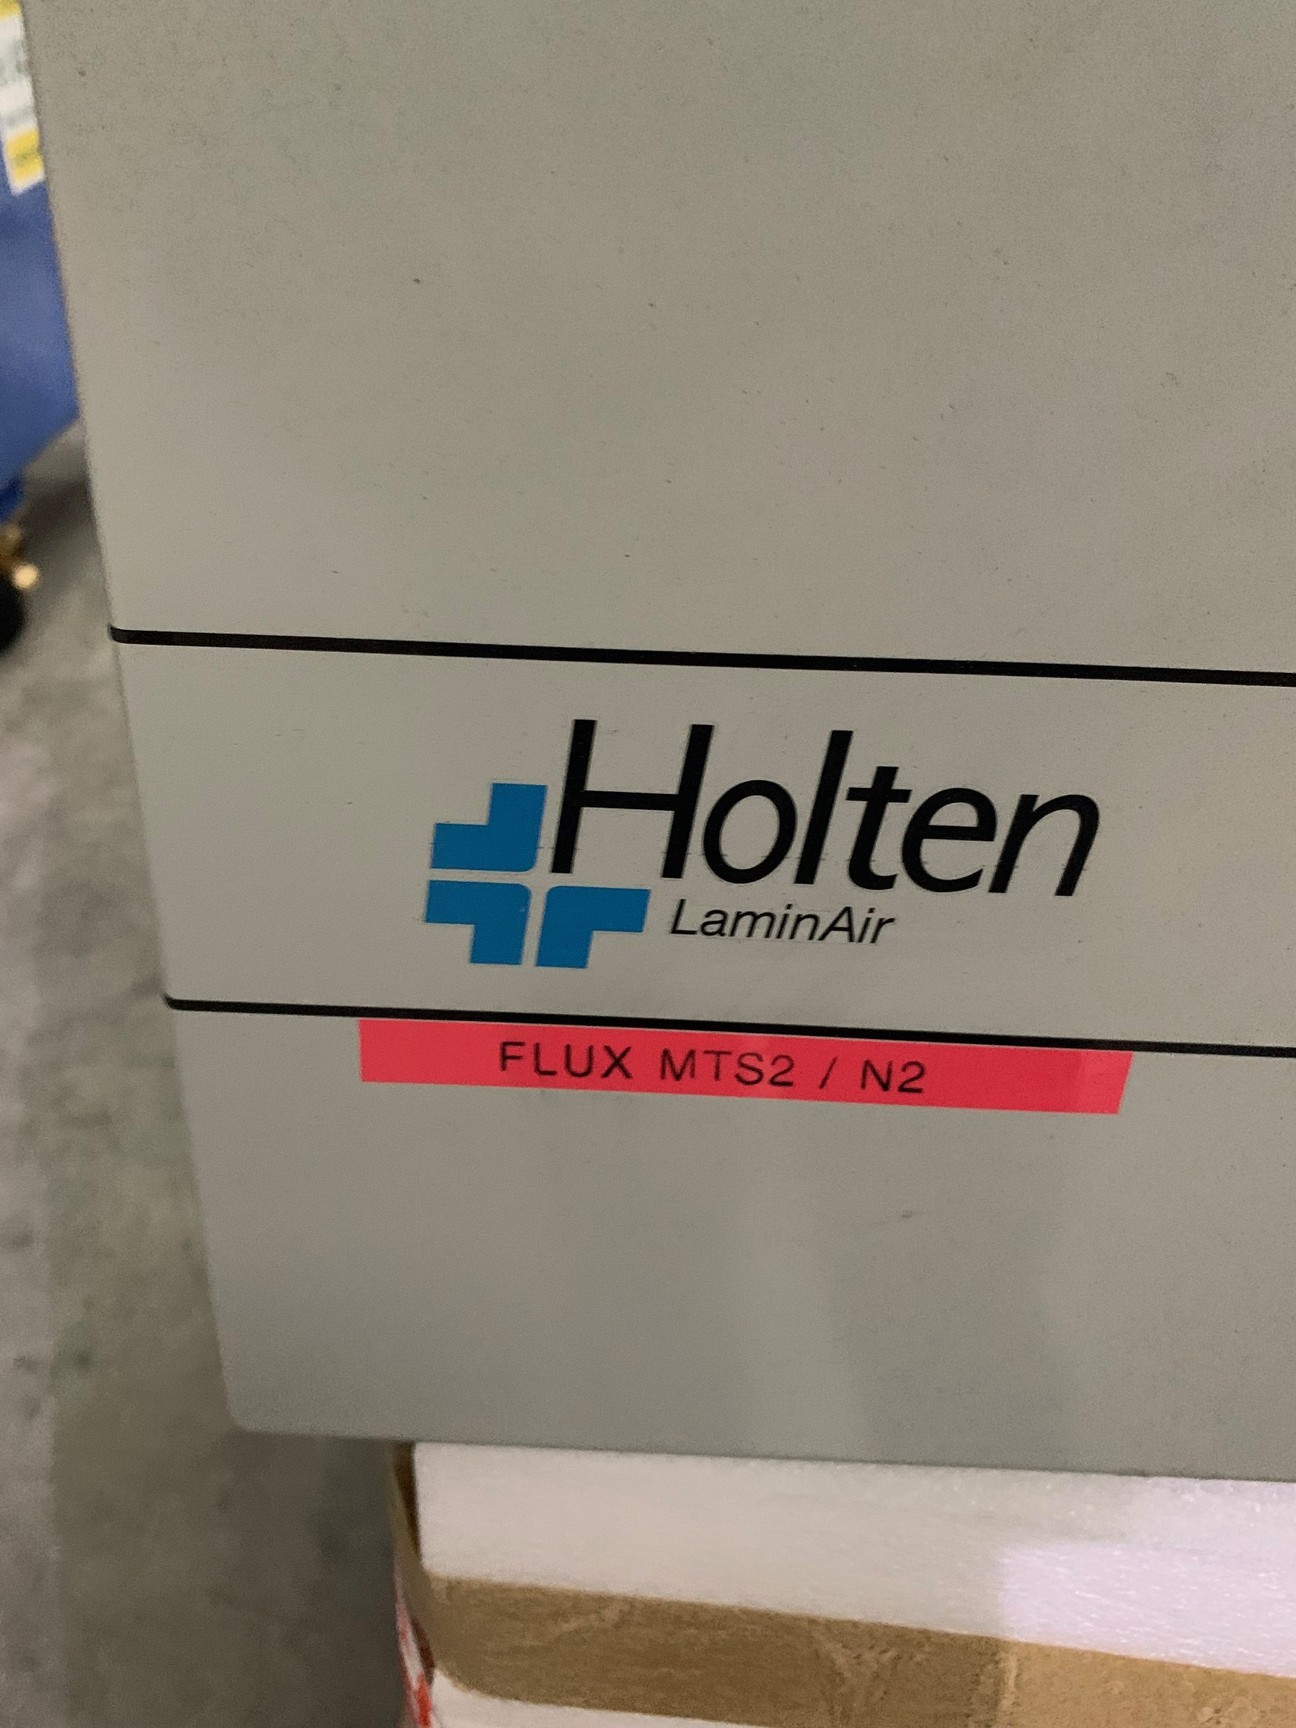 Holten
LaminAir
FLUX MTS2 / N2